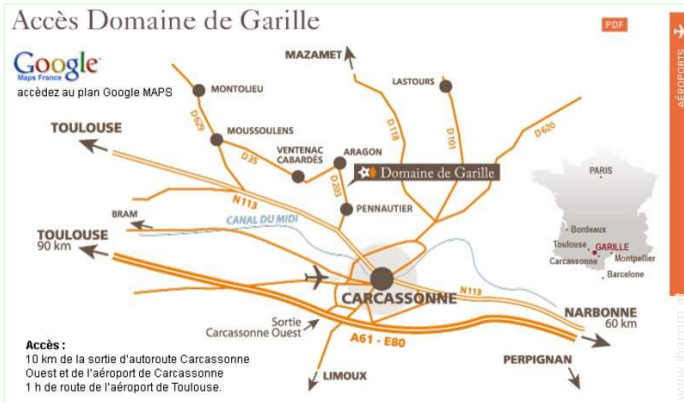 Accès Domaine de Garille
PDF
AÉROPORTS
Google
Maps France
accèdez au plan Google MAPS
MAZAMET
LASTOURS
MONTOLIEU
D629
D118
D101
D620
TOULOUSE
MOUSSOULENS
D35
VENTENAC
CABARDÈS
ARAGON
Domaine de Garille
D203
PENNAUTIER
N113
BRAM
CANAL DU MIDI
TOULOUSE
90 km
PARIS
Bordeaux
Toulouse
GARILLE
Carcassonne
Montpellier
Barcelone
CARCASSONNE
N113
NARBONNE
60 km
Sortie
Carcassonne Ouest
A61 - E80
PERPIGNAN
LIMOUX
Accès :
10 km de la sortie d'autoroute Carcassonne
Ouest et de l'aéroport de Carcassonne
1 h de route de l'aéroport de Toulouse.
www.ihacom.at